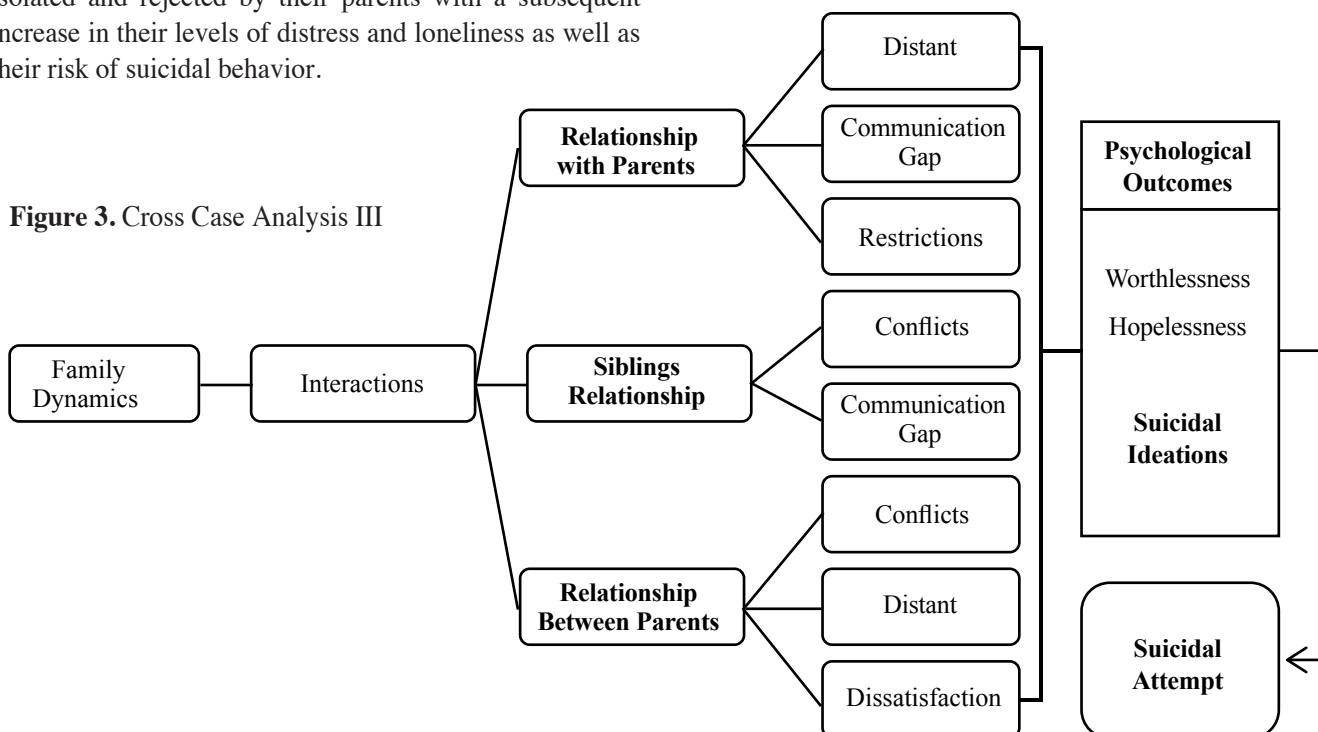 isolated and rejected by their parents with a subsequent
ncrease in their levels of distress and loneliness as well as
heir risk of suicidal behavior.
Figure 3. Cross Case Analysis III
Family
Dynamics
Interactions
Relationship
with Parents
Siblings
Relationship
Relationship
Between Parents
Distant
Communication
Gap
Restrictions
Conflicts
Communication
Gap
Conflicts
Distant
Dissatisfaction
Psychological
Outcomes
Worthlessness
Hopelessness
Suicidal
Ideations
Suicidal
Attempt